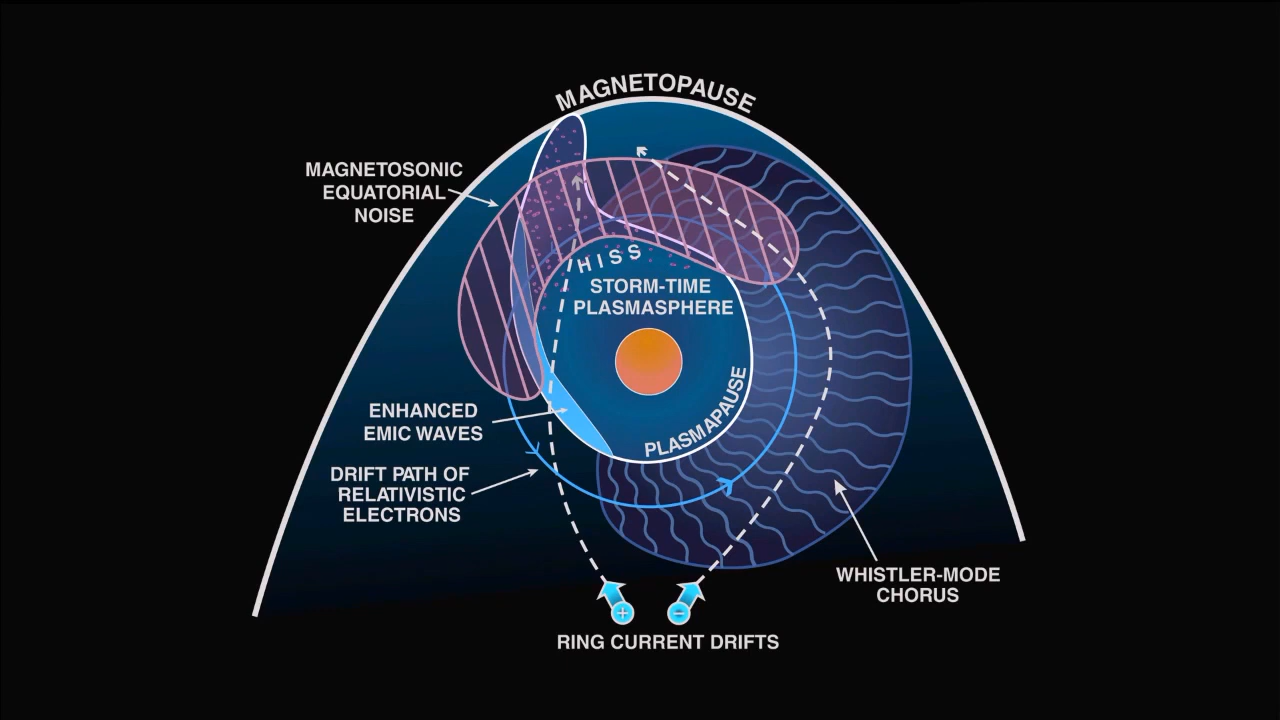 MAGNETOPAUSE
MAGNETOSONIC
EQUATORIAL
NOISE
HISS
STORM-TIME
PLASMASPHERE
PLASMAPAUSE
ENHANCED
EMIC WAVES
DRIFT PATH OF
RELATIVISTIC
ELECTRONS
WHISTLER-MODE
CHORUS
+ −
RING CURRENT DRIFTS